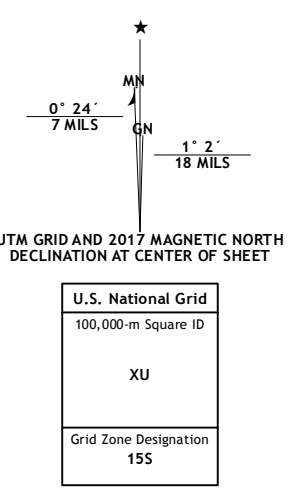 MN
0° 24´
7 MILS
GN
1° 2´
18 MILS
UTM GRID AND 2017 MAGNETIC NORTH
DECLINATION AT CENTER OF SHEET
U.S. National Grid
100,000-m Square ID
XU
Grid Zone Designation
15S